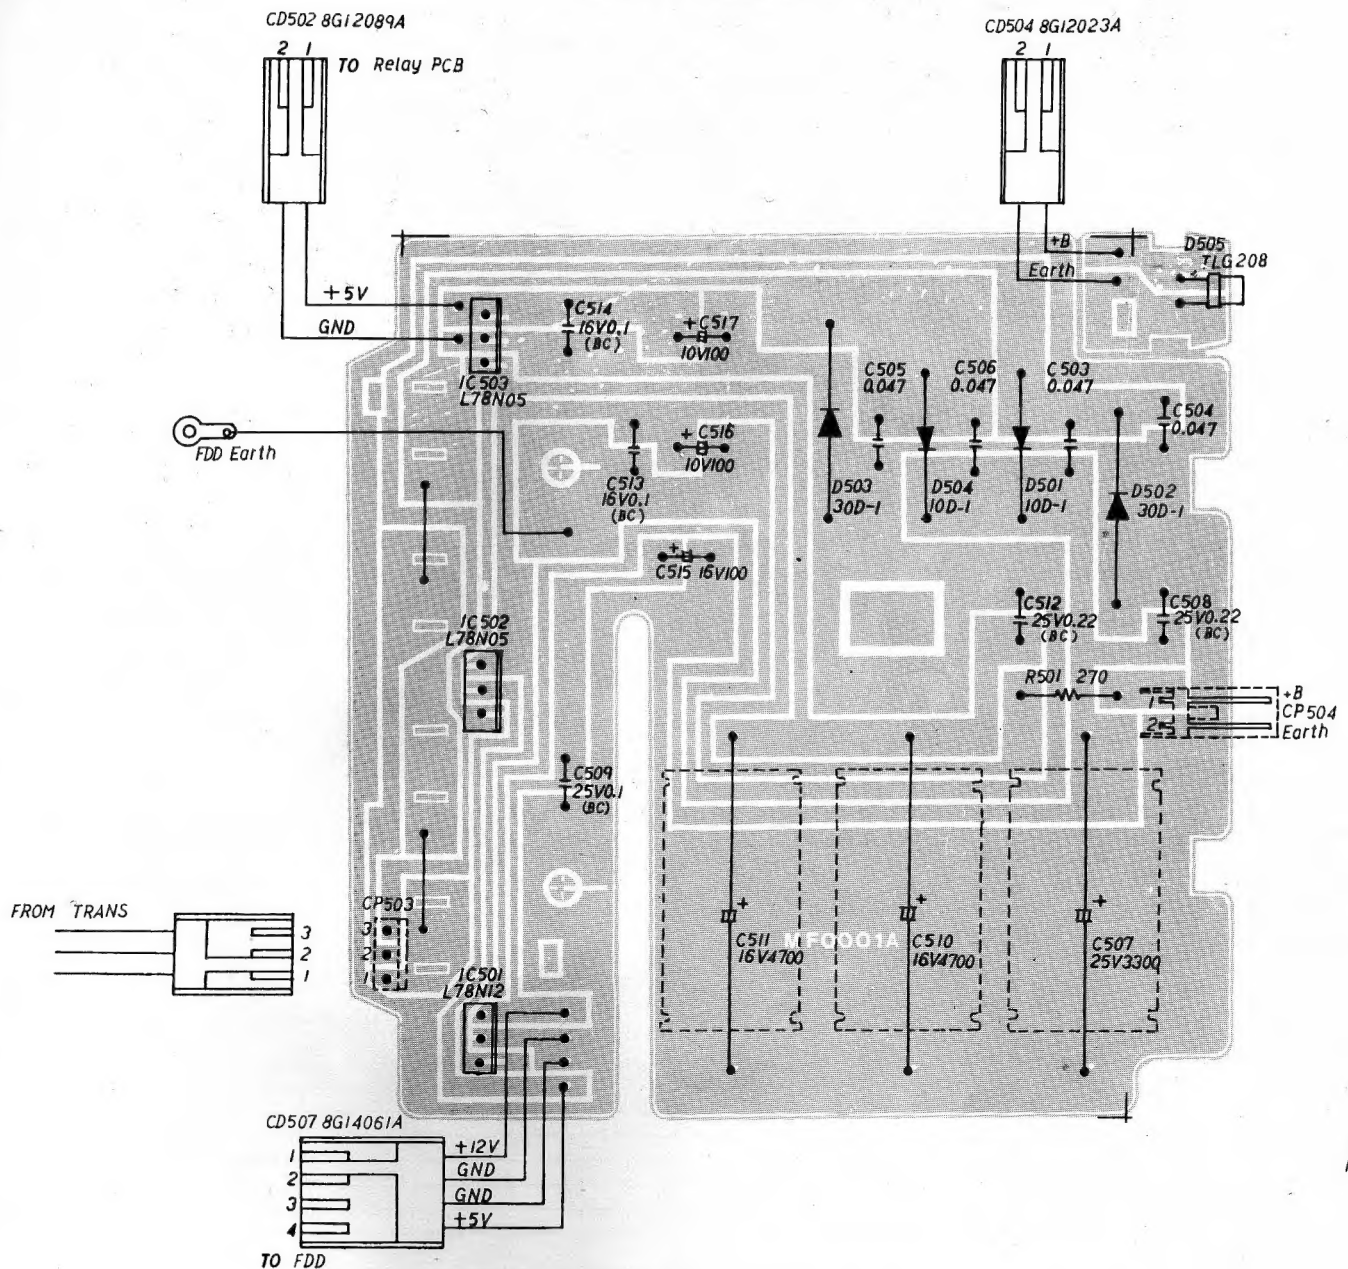 CD502 8G12089A
2 1
TO Relay PCB
CD504 8G12023A
2 1
+B
Earth
D505
TLG208
+5V
GND
IC503
L78N05
C514
16V0.1
(BC)
+ C517
10V100
C505
0.047
C506
0.047
C503
0.047
C504
0.047
FDD Earth
C513
16V0.1
(BC)
+ C516
10V100
D503
30D-1
D504
10D-1
D501
10D-1
D502
30D-1
+
C515 16V100
IC502
L78N05
C512
25V0.22
(BC)
C508
25V0.22
(BC)
R501 270
1
2
+B
CP504
Earth
C509
25V0.1
(BC)
FROM TRANS
3
2
1
CP503
3
2
1
IC501
L78N12
+
C511
16V4700
MF0001A
+
C510
16V4700
+
C507
25V3300
CD507 8G14061A
1
2
3
4
+12V
GND
GND
+5V
TO FDD